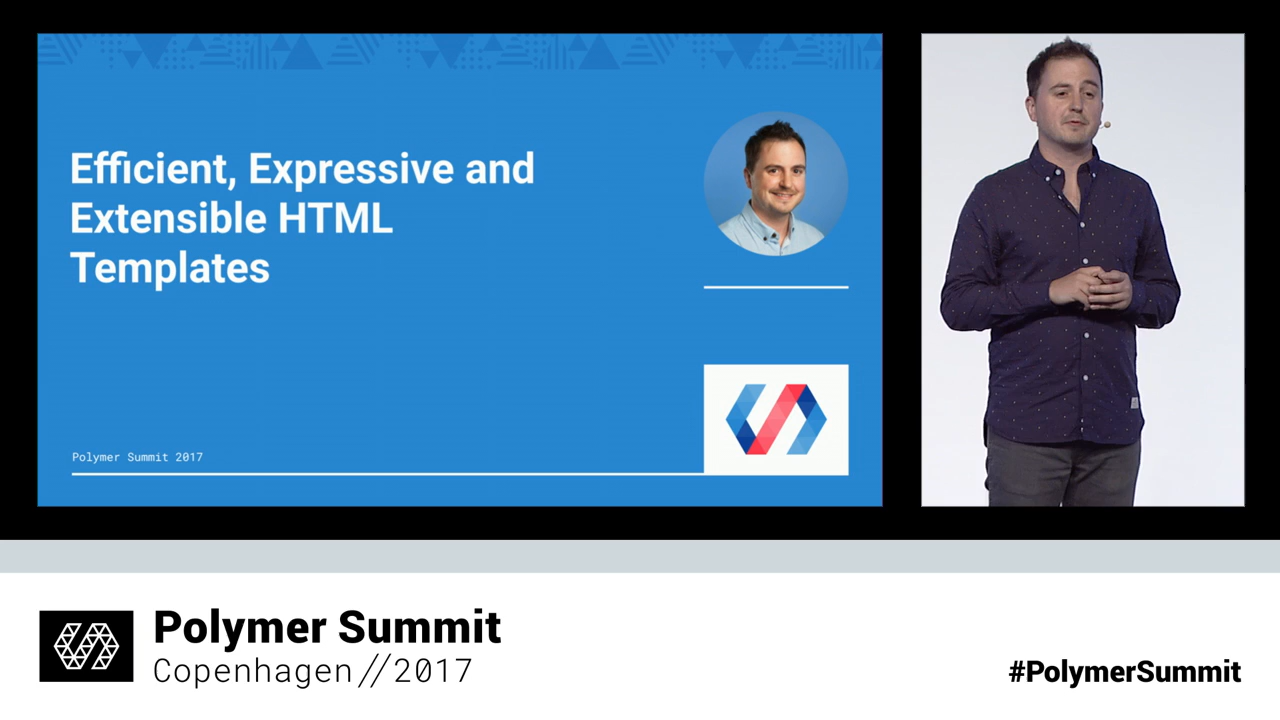 Efficient, Expressive and
Extensible HTML
Templates
Polymer Summit 2017
Polymer Summit
Copenhagen//2017
#PolymerSummit